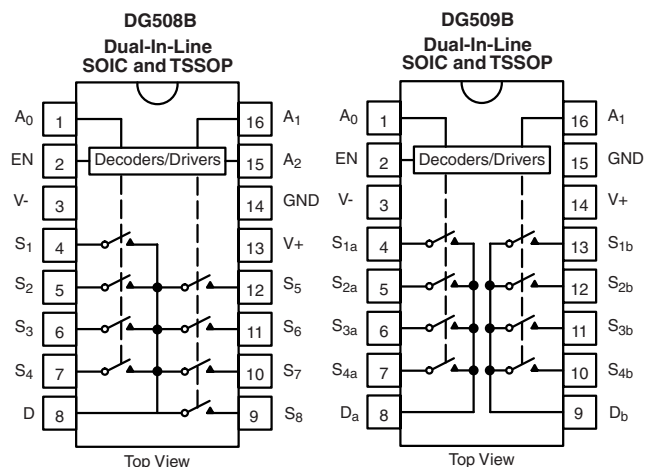 DG508B
Dual-In-Line
SOIC and TSSOP
A0 1 16 A1
EN 2 Decoders/Drivers 15 A2
V- 3 14 GND
S1 4 13 V+
S2 5 12 S5
S3 6 11 S6
S4 7 10 S7
D 8 9 S8
Top View
DG509B
Dual-In-Line
SOIC and TSSOP
A0 1 16 A1
EN 2 Decoders/Drivers 15 GND
V- 3 14 V+
S1a 4 13 S1b
S2a 5 12 S2b
S3a 6 11 S3b
S4a 7 10 S4b
Da 8 9 Db
Top View